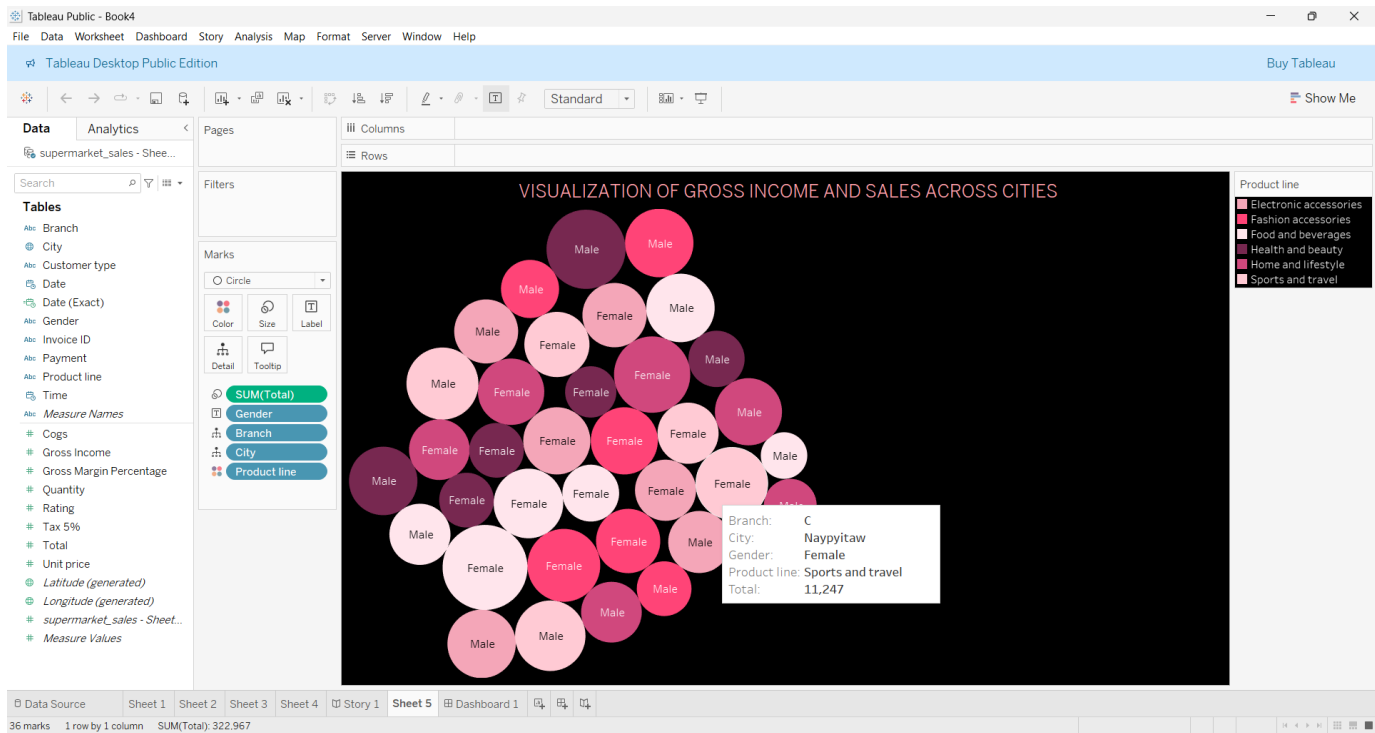 Tableau Public - Book4
File Data Worksheet Dashboard Story Analysis Map Format Server Window Help
Tableau Desktop Public Edition Buy Tableau
Standard Show Me
Data Analytics
supermarket_sales - Shee...
Search
Tables
Abc Branch
City
Abc Customer type
Date
Date (Exact)
Abc Gender
Abc Invoice ID
Abc Payment
Abc Product line
Time
Abc Measure Names
# Cogs
# Gross Income
# Gross Margin Percentage
# Quantity
# Rating
# Tax 5%
# Total
# Unit price
Latitude (generated)
Longitude (generated)
# supermarket_sales - Sheet...
# Measure Values
Pages
Filters
Marks
Circle
Color Size Label
Detail Tooltip
SUM(Total)
Gender
Branch
City
Product line
Columns
Rows
VISUALIZATION OF GROSS INCOME AND SALES ACROSS CITIES
Male Male
Male
Female Male
Male Female
Male
Male Female Female Female
Male
Female Female Female Female Female
Male
Male
Female Female Female Female Female
Male
Male Female Male
Female Female
Male
Male
Male Male
Branch: C
City: Naypyitaw
Gender: Female
Product line: Sports and travel
Total: 11,247
Product line
Electronic accessories
Fashion accessories
Food and beverages
Health and beauty
Home and lifestyle
Sports and travel
Data Source Sheet 1 Sheet 2 Sheet 3 Sheet 4 Story 1 Sheet 5 Dashboard 1
36 marks 1 row by 1 column SUM(Total): 322,967